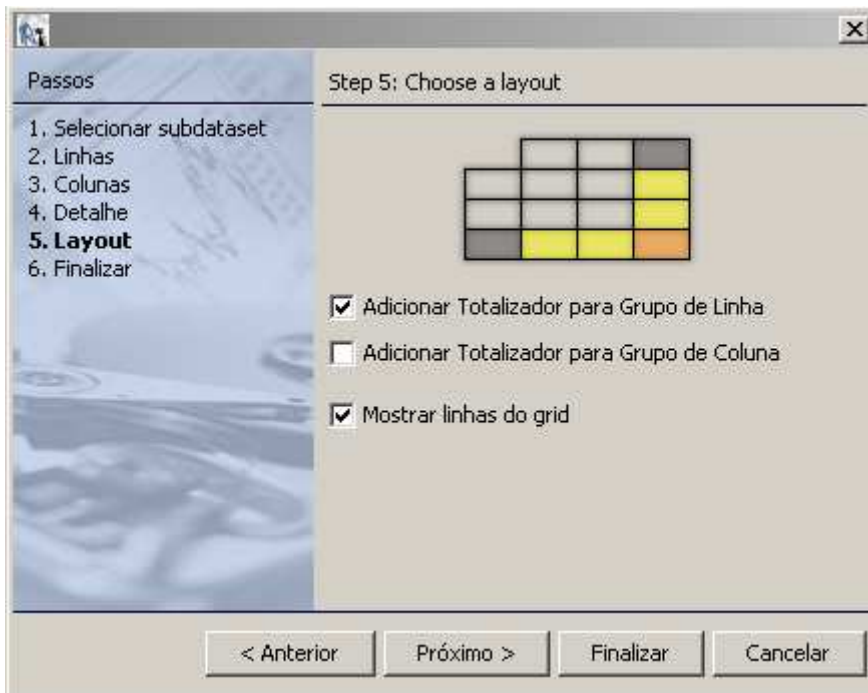 Passos
1. Selecionar subdataset
2. Linhas
3. Colunas
4. Detalhe
5. Layout
6. Finalizar
Step 5: Choose a layout
Adicionar Totalizador para Grupo de Linha
Adicionar Totalizador para Grupo de Coluna
Mostrar linhas do grid
< Anterior
Próximo >
Finalizar
Cancelar